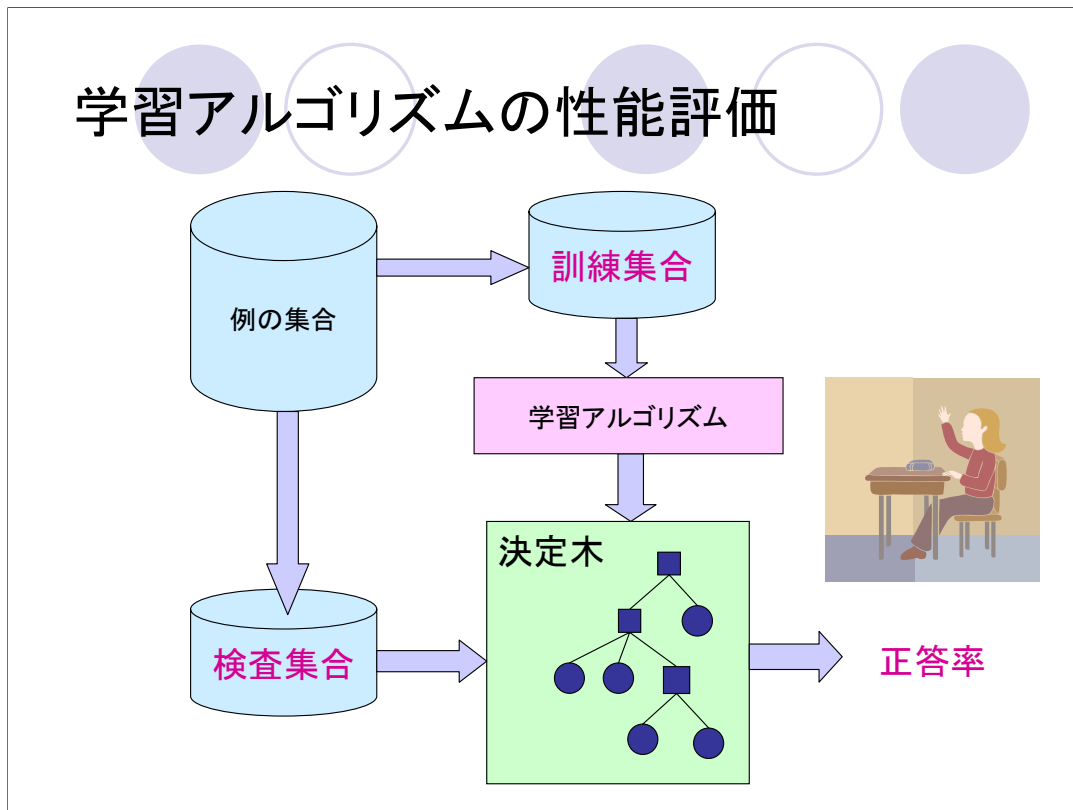 学習アルゴリズムの性能評価
例の集合
訓練集合
学習アルゴリズム
決定木
検査集合
正答率